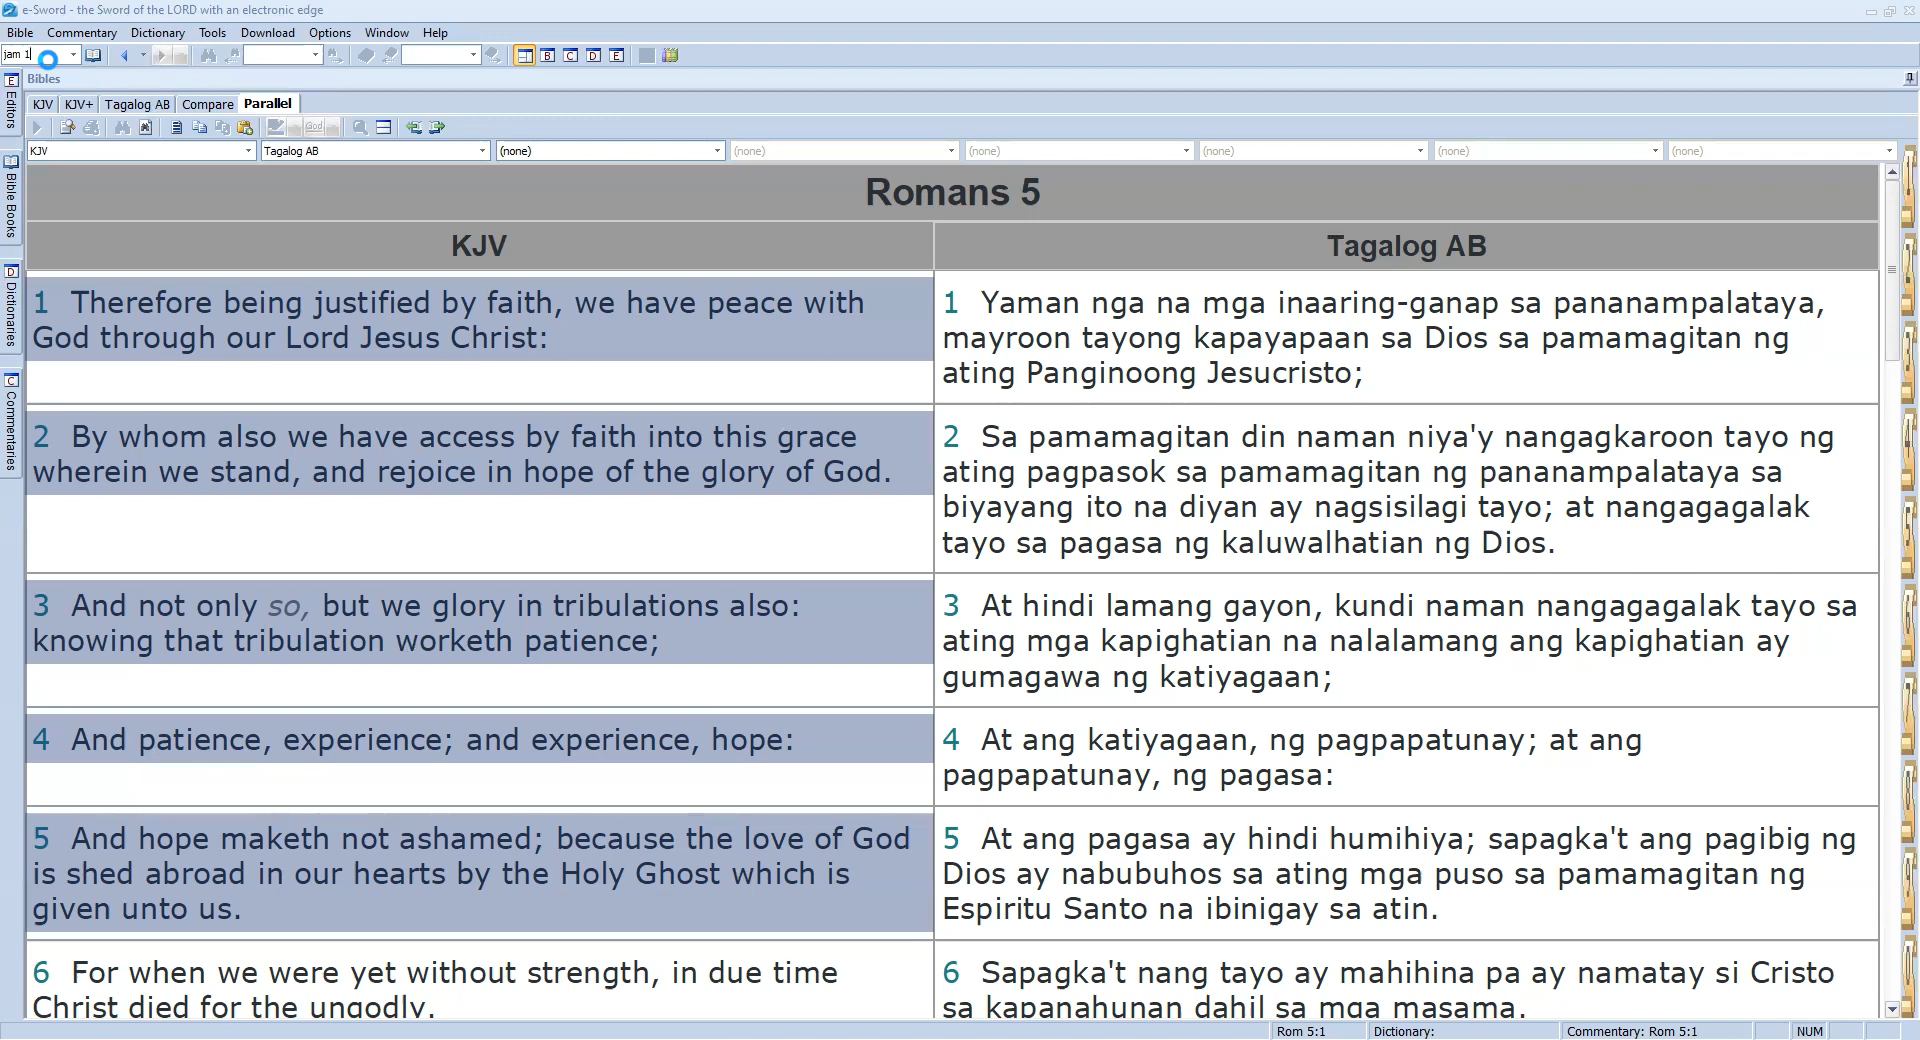 e-Sword - the Sword of the LORD with an electronic edge
Bible Commentary Dictionary Tools Download Options Window Help
jam 1
B C D E
Bibles
KJV KJV+ Tagalog AB Compare Parallel
God
KJV Tagalog AB (none) (none) (none) (none) (none) (none)
E Editors
Bible Books
D Dictionaries
C Commentaries
Romans 5
KJV
1 Therefore being justified by faith, we have peace with
God through our Lord Jesus Christ:
2 By whom also we have access by faith into this grace
wherein we stand, and rejoice in hope of the glory of God.
3 And not only so, but we glory in tribulations also:
knowing that tribulation worketh patience;
4 And patience, experience; and experience, hope:
5 And hope maketh not ashamed; because the love of God
is shed abroad in our hearts by the Holy Ghost which is
given unto us.
6 For when we were yet without strength, in due time
Christ died for the ungodly.
Tagalog AB
1 Yaman nga na mga inaaring-ganap sa pananampalataya,
mayroon tayong kapayapaan sa Dios sa pamamagitan ng
ating Panginoong Jesucristo;
2 Sa pamamagitan din naman niya'y nangagkaroon tayo ng
ating pagpasok sa pamamagitan ng pananampalataya sa
biyayang ito na diyan ay nagsisilagi tayo; at nangagagalak
tayo sa pagasa ng kaluwalhatian ng Dios.
3 At hindi lamang gayon, kundi naman nangagagalak tayo sa
ating mga kapighatian na nalalamang ang kapighatian ay
gumagawa ng katiyagaan;
4 At ang katiyagaan, ng pagpapatunay; at ang
pagpapatunay, ng pagasa:
5 At ang pagasa ay hindi humihiya; sapagka't ang pagibig ng
Dios ay nabubuhos sa ating mga puso sa pamamagitan ng
Espiritu Santo na ibinigay sa atin.
6 Sapagka't nang tayo ay mahihina pa ay namatay si Cristo
sa kapanahunan dahil sa mga masama.
Rom 5:1 Dictionary: Commentary: Rom 5:1 NUM